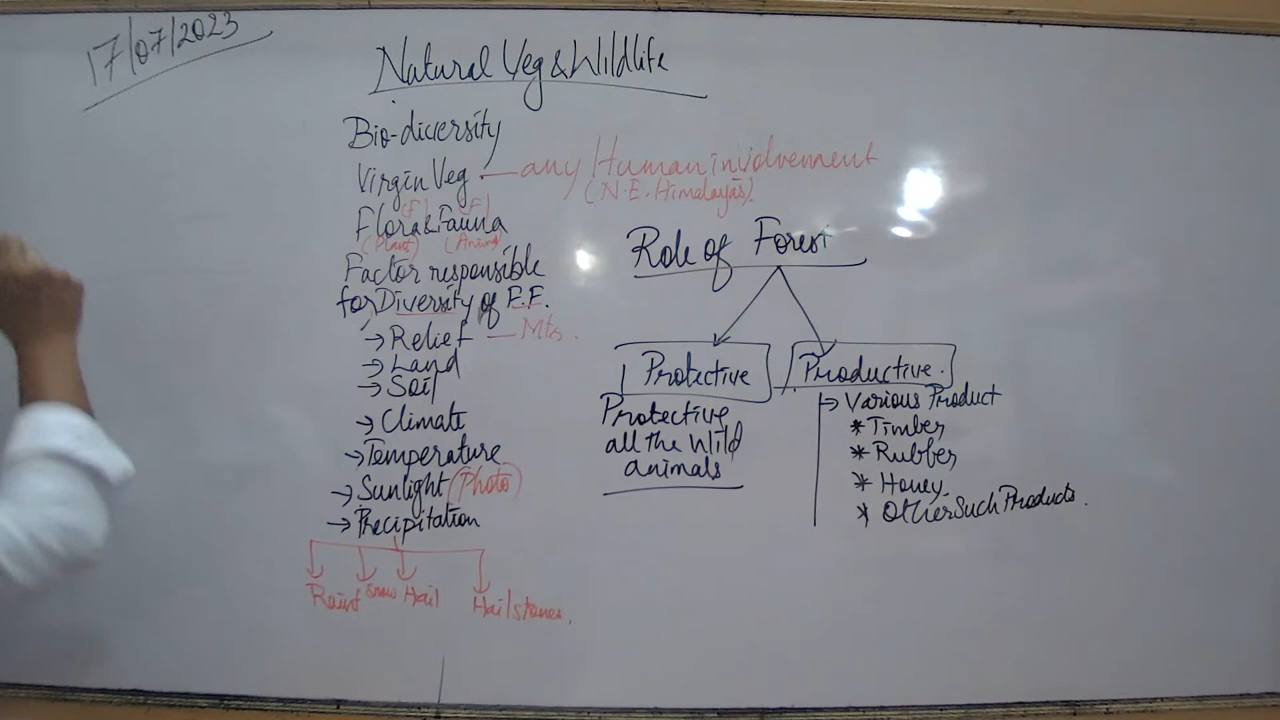 17/07/2023
Natural Veg & Wildlife
Bio-diversity
Virgin Veg. — any Human involvement
(N.E. Himalayas).
(F) (F)
Flora & Fauna
(Plant) (Anim)
Factor responsible
for Diversity of F.F.
→ Relief — Mts.
→ Land
→ Soil
→ Climate
→ Temperature
→ Sunlight (Photo)
→ Precipitation
Rainf Snow Hail Hailstones.
Role of Forest
Protective
Protective
all the Wild
animals
Productive.
→ Various Product
* Timber
* Rubber
* Honey.
* Other Such Products.